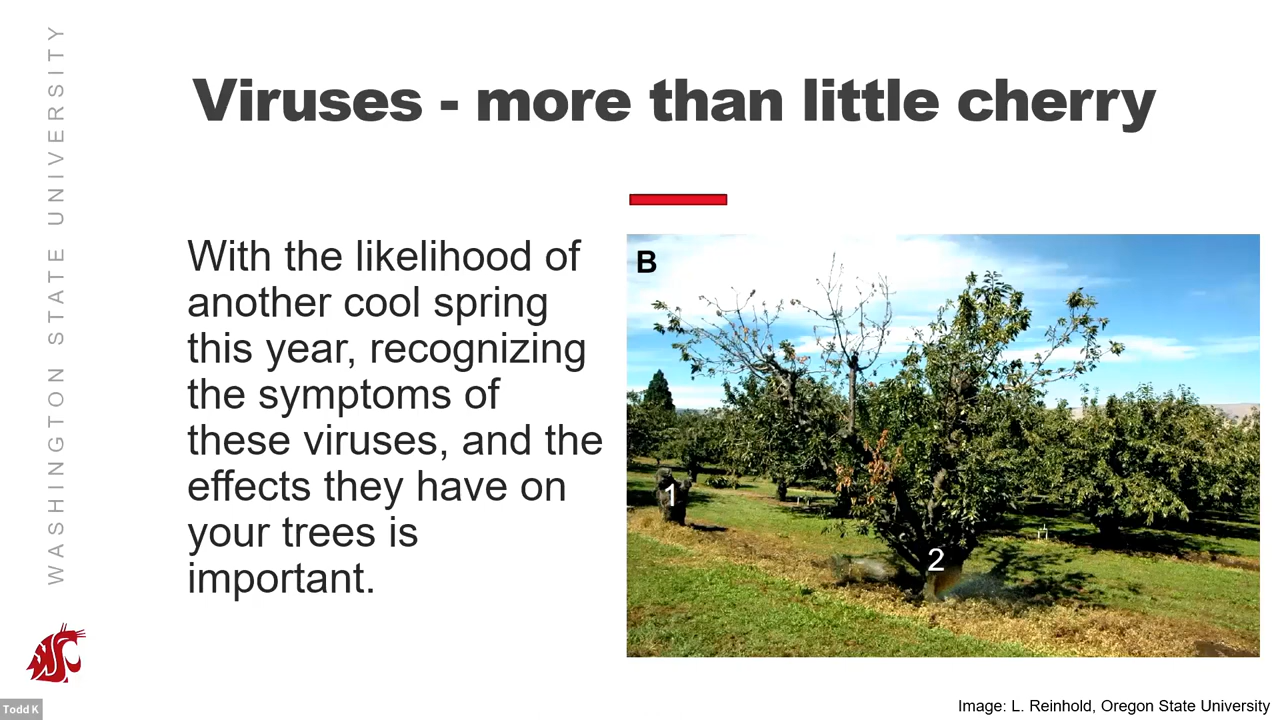 WASHINGTON STATE UNIVERSITY
Viruses - more than little cherry
With the likelihood of
another cool spring
this year, recognizing
the symptoms of
these viruses, and the
effects they have on
your trees is
important.
B
1
2
WSC
Todd K
Image: L. Reinhold, Oregon State University